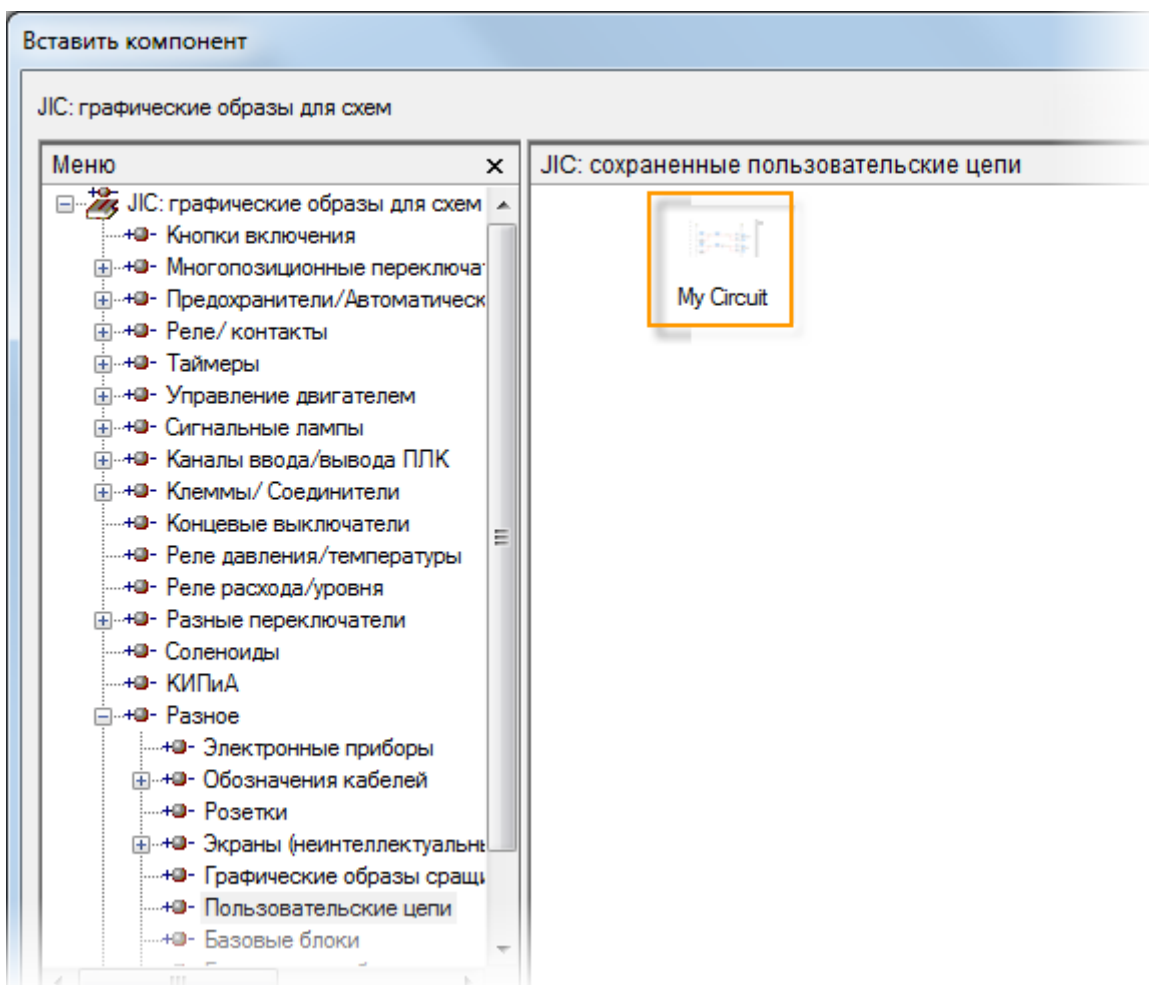 Вставить компонент
JIC: графические образы для схем
Меню
JIC: сохраненные пользовательские цепи
JIC: графические образы для схем
Кнопки включения
Многопозиционные переключа
Предохранители/Автоматическ
Реле/ контакты
Таймеры
Управление двигателем
Сигнальные лампы
Каналы ввода/вывода ПЛК
Клеммы/ Соединители
Концевые выключатели
Реле давления/температуры
Реле расхода/уровня
Разные переключатели
Соленоиды
КИПиА
Разное
Электронные приборы
Обозначения кабелей
Розетки
Экраны (неинтеллектуальнь
Графические образы сращи
Пользовательские цепи
Базовые блоки
My Circuit